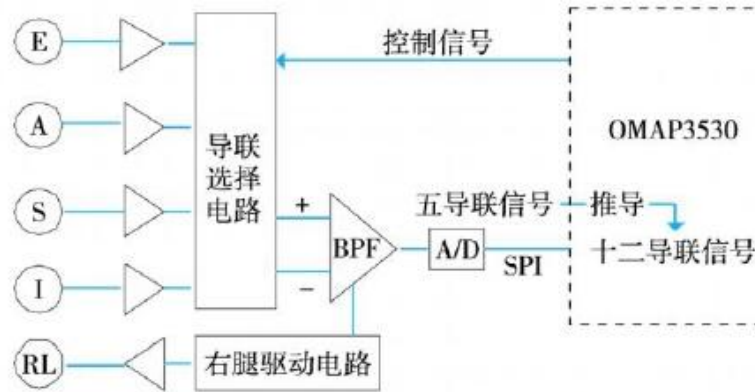 E
控制信号
A
OMAP3530
导联
选择
电路
S
+
五导联信号
推导
BPF
A/D
十二导联信号
SPI
I
−
RL
右腿驱动电路